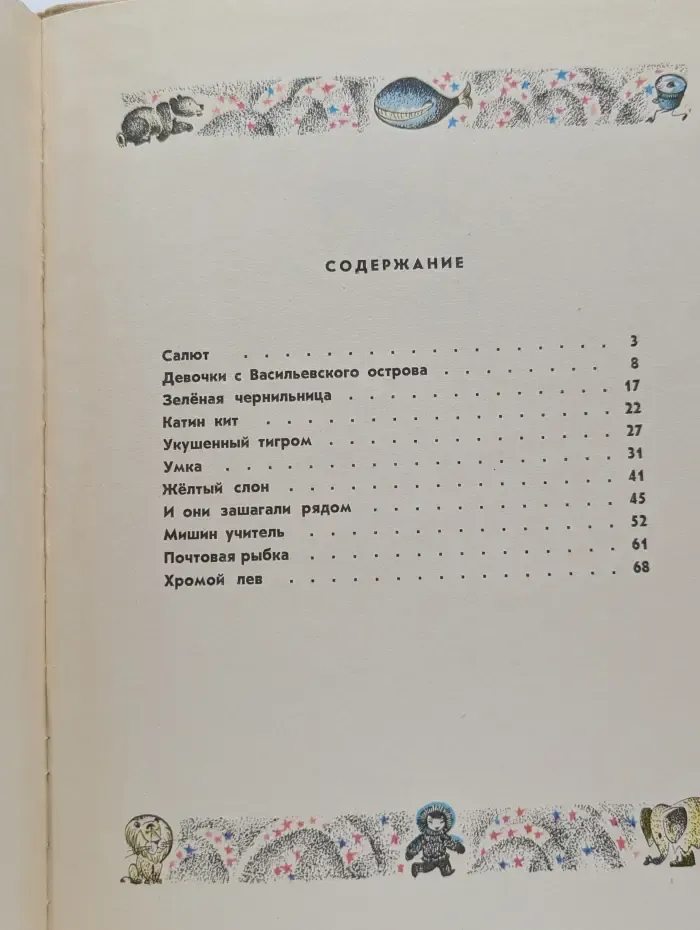 СОДЕРЖАНИЕ
Салют . . . . . . . . . . . . . . . . . . 3
Девочки с Васильевского острова . . . . . . . . 8
Зелёная чернильница . . . . . . . . . . . . . 17
Катин кит . . . . . . . . . . . . . . . . . 22
Укушенный тигром . . . . . . . . . . . . . . 27
Умка . . . . . . . . . . . . . . . . . . . 31
Жёлтый слон . . . . . . . . . . . . . . . . 41
И они зашагали рядом . . . . . . . . . . . . 45
Мишин учитель . . . . . . . . . . . . . . . 52
Почтовая рыбка . . . . . . . . . . . . . . . 61
Хромой лев . . . . . . . . . . . . . . . . 68